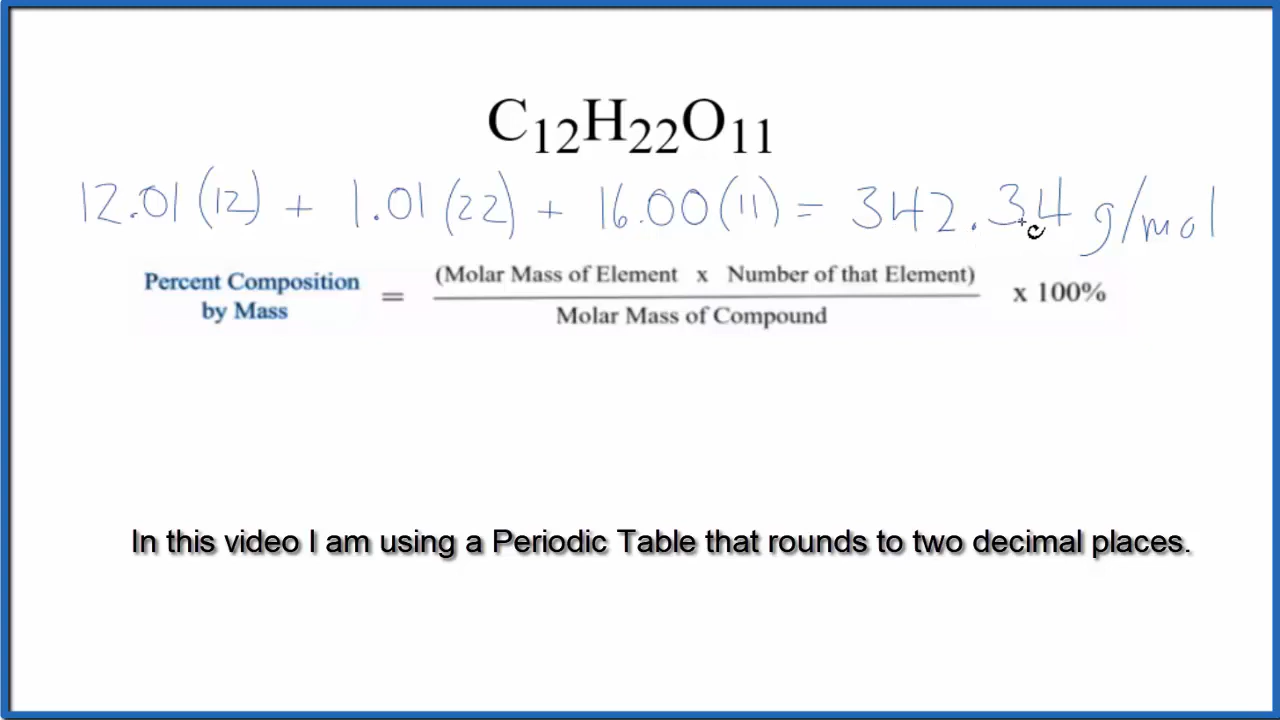 C₁₂H₂₂O₁₁
12.01(12) + 1.01(22) + 16.00(11) = 342.34 g/mol
Percent Composition by Mass = (Molar Mass of Element x Number of that Element) / Molar Mass of Compound x 100%
In this video I am using a Periodic Table that rounds to two decimal places.